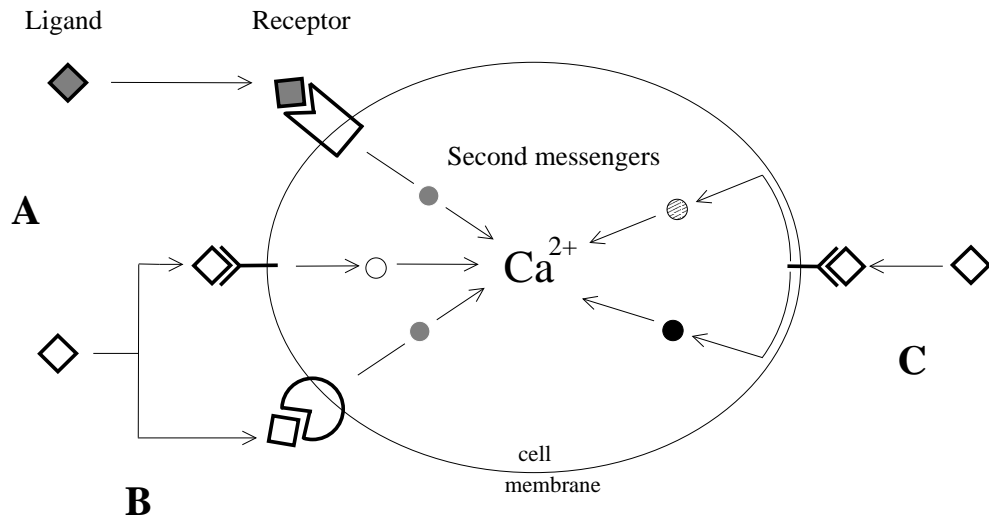 Ligand
Receptor
Second messengers
A
Ca2+
C
cell
membrane
B